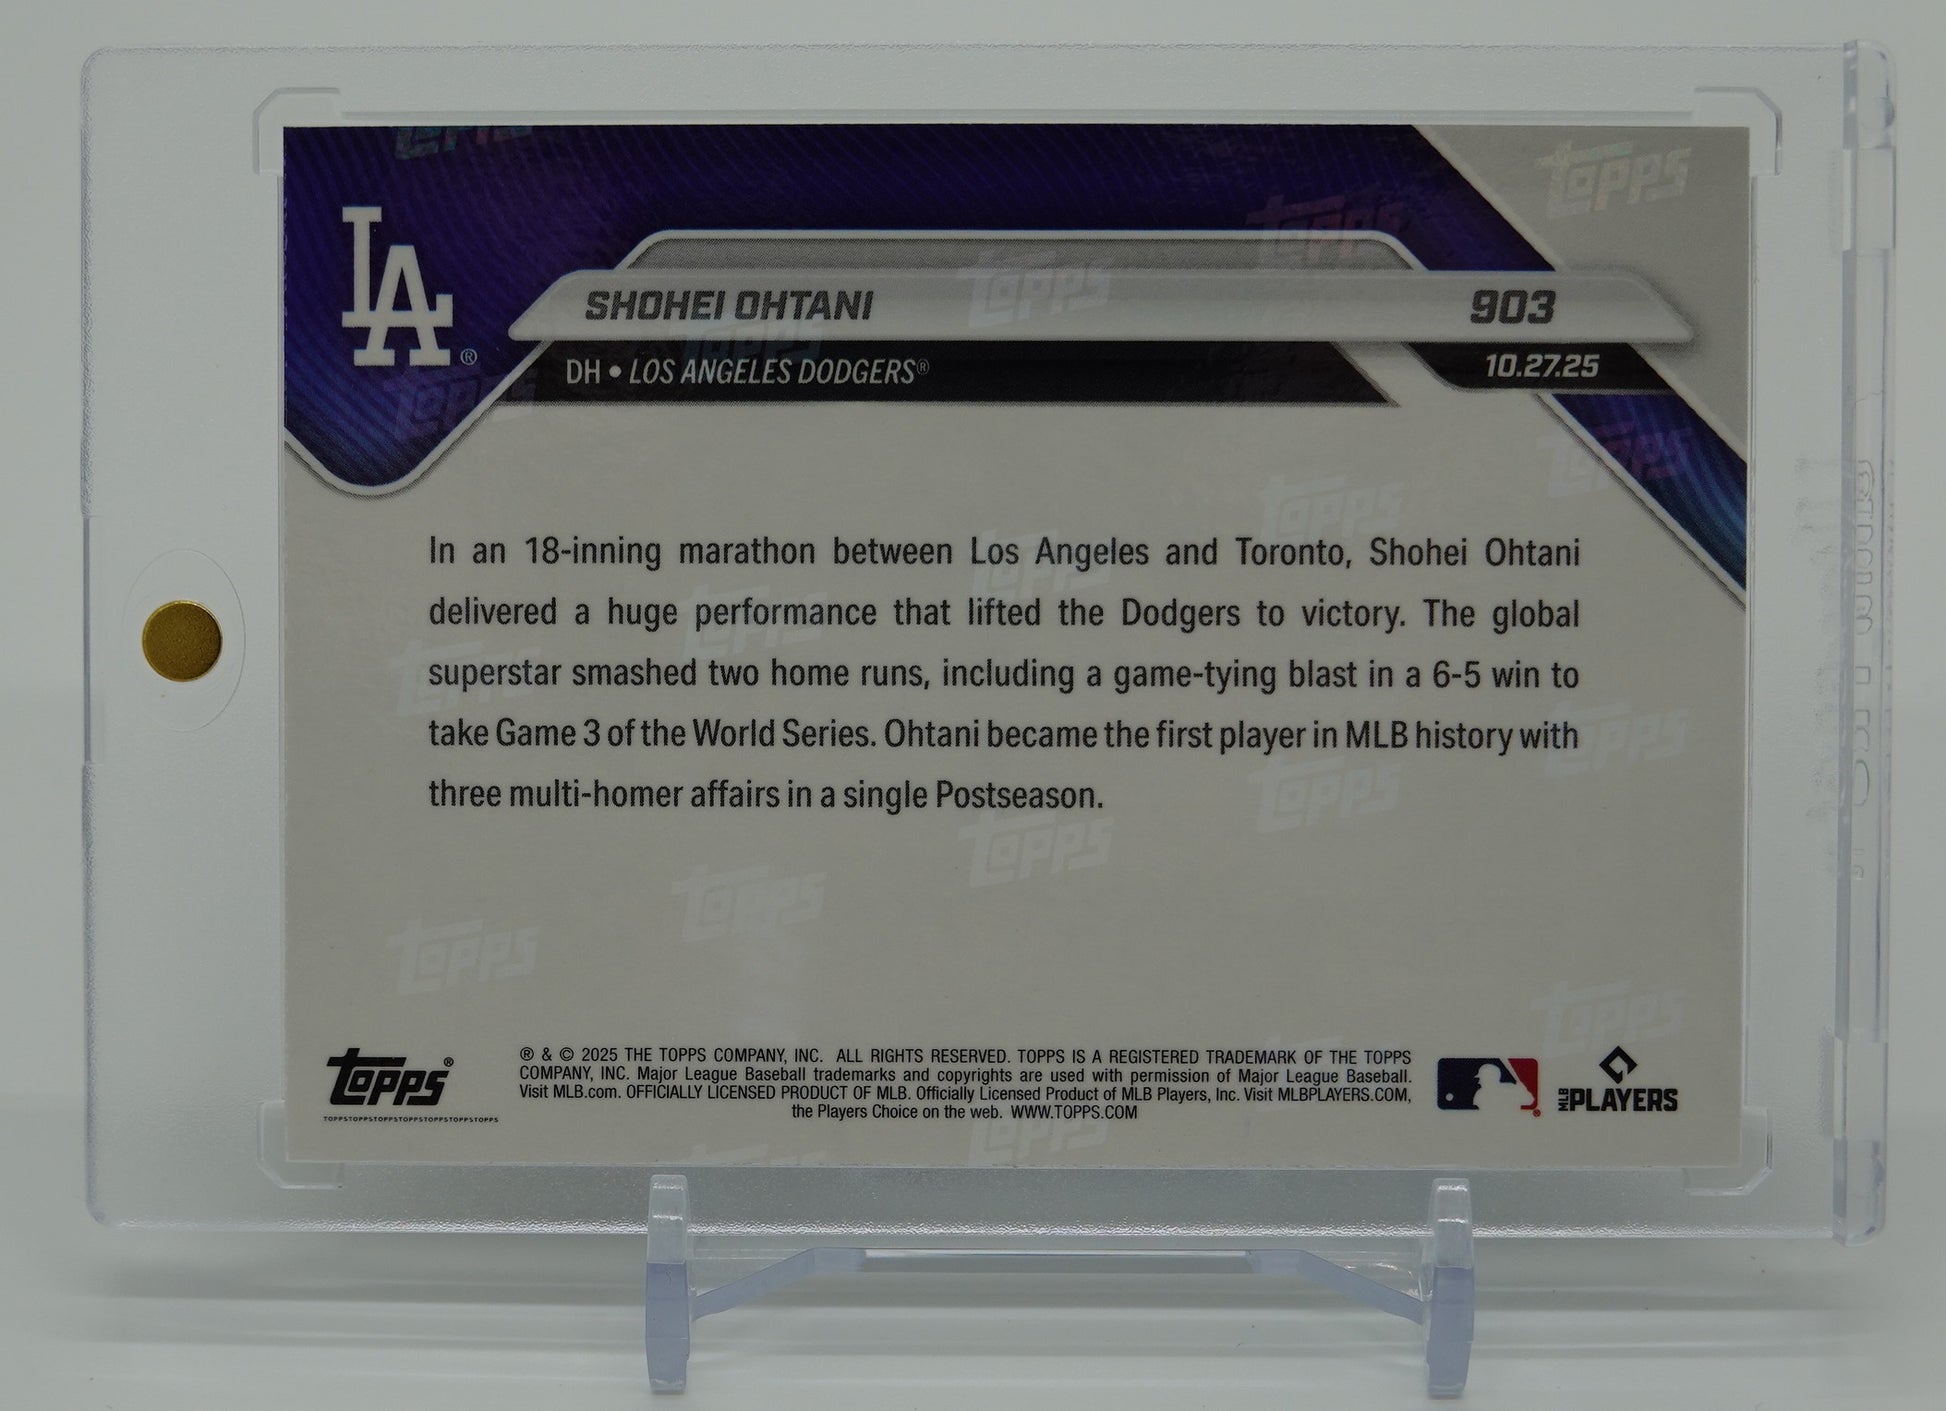 LA®
SHOHEI OHTANI 903
DH • LOS ANGELES DODGERS® 10.27.25
In an 18-inning marathon between Los Angeles and Toronto, Shohei Ohtani
delivered a huge performance that lifted the Dodgers to victory. The global
superstar smashed two home runs, including a game-tying blast in a 6-5 win to
take Game 3 of the World Series. Ohtani became the first player in MLB history with
three multi-homer affairs in a single Postseason.
Topps®
TOPPSTOPPSTOPPSTOPPSTOPPSTOPPSTOPPS
® & © 2025 THE TOPPS COMPANY, INC. ALL RIGHTS RESERVED. TOPPS IS A REGISTERED TRADEMARK OF THE TOPPS
COMPANY, INC. Major League Baseball trademarks and copyrights are used with permission of Major League Baseball.
Visit MLB.com. OFFICIALLY LICENSED PRODUCT OF MLB. Officially Licensed Product of MLB Players, Inc. Visit MLBPLAYERS.COM,
the Players Choice on the web. WWW.TOPPS.COM
MLB PLAYERS